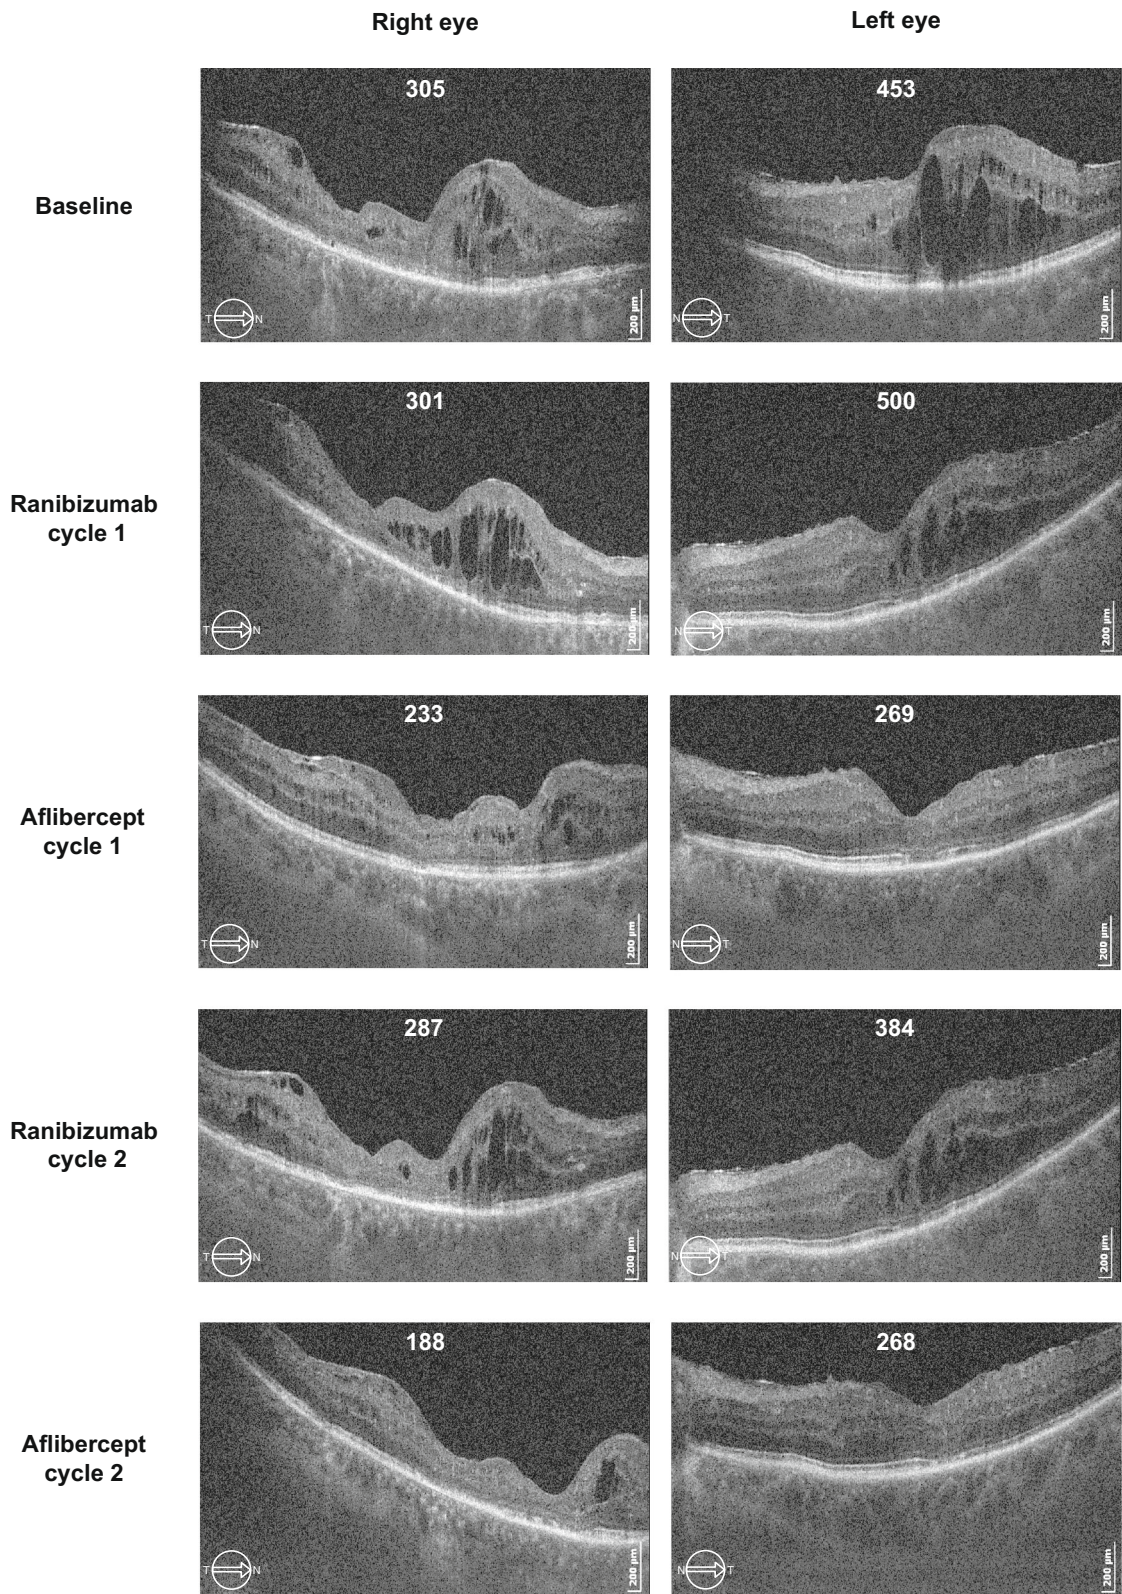 Right eye
Left eye
Baseline
305
T N
200 µm
453
N T
200 µm
Ranibizumab
cycle 1
301
T N
200 µm
500
N T
200 µm
Aflibercept
cycle 1
233
T N
200 µm
269
N T
200 µm
Ranibizumab
cycle 2
287
T N
200 µm
384
N T
200 µm
Aflibercept
cycle 2
188
T N
200 µm
268
N T
200 µm